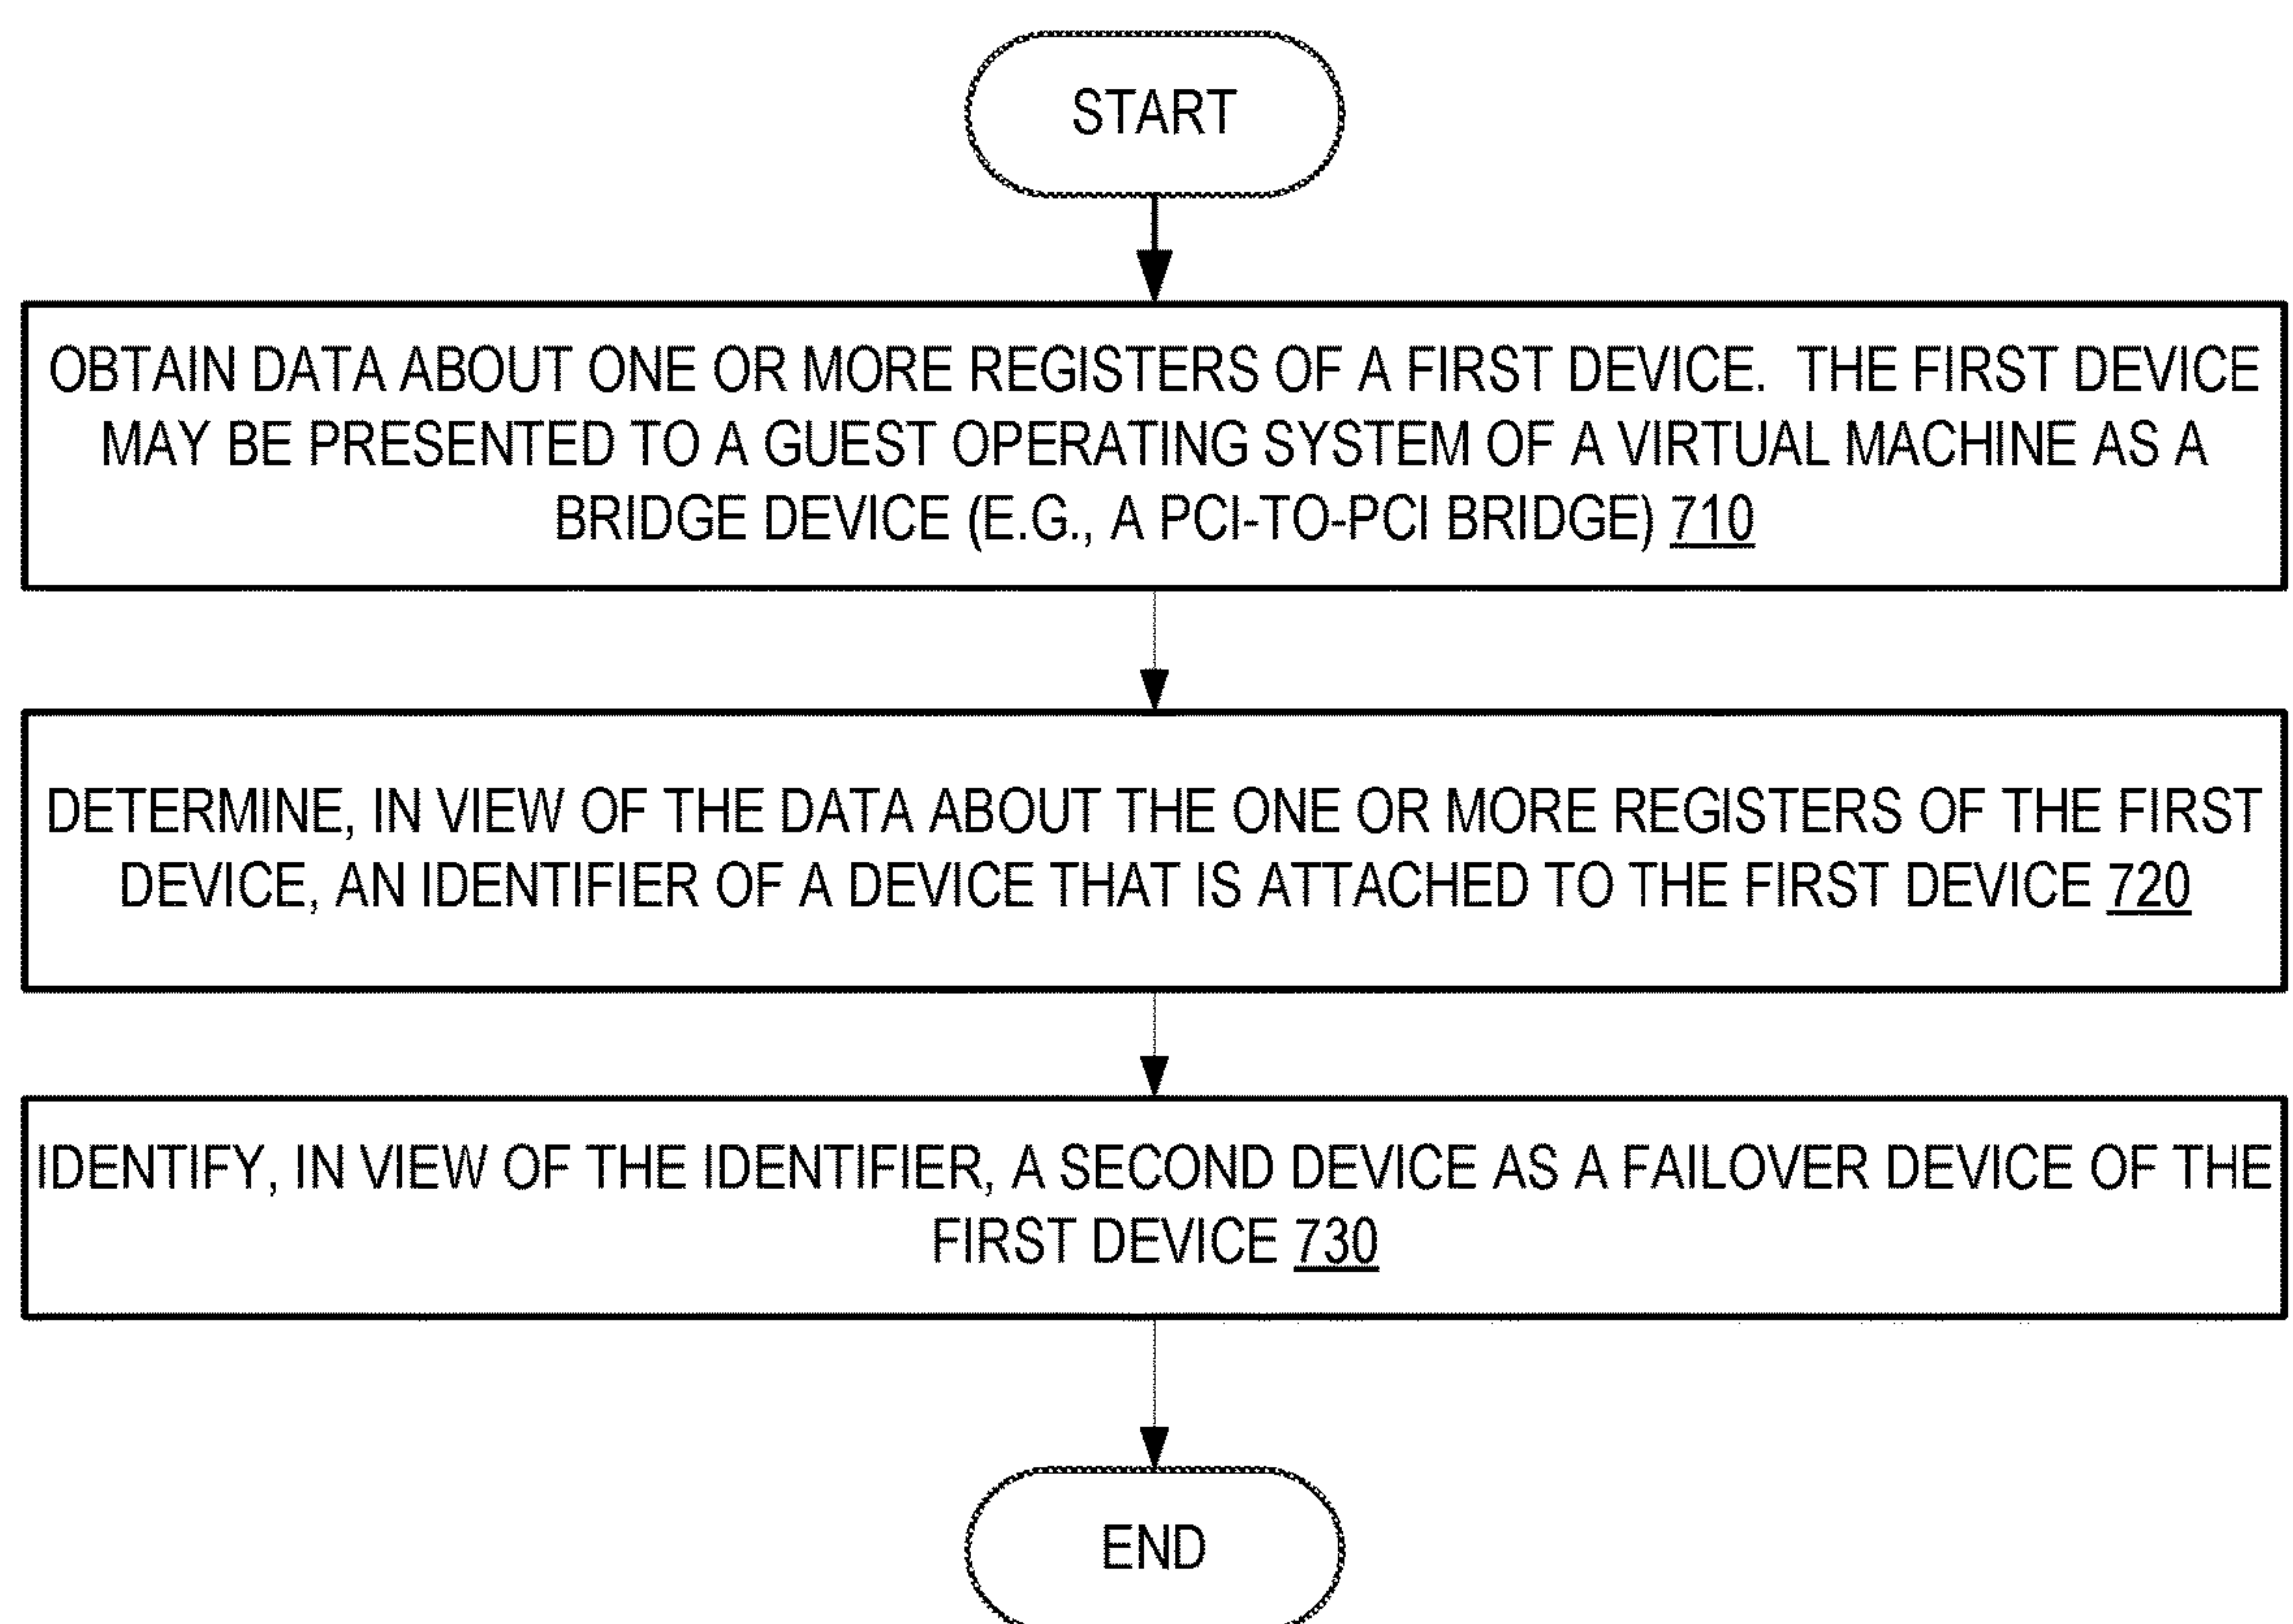 START
OBTAIN DATA ABOUT ONE OR MORE REGISTERS OF A FIRST DEVICE. THE FIRST DEVICE
MAY BE PRESENTED TO A GUEST OPERATING SYSTEM OF A VIRTUAL MACHINE AS A
BRIDGE DEVICE (E.G., A PCI-TO-PCI BRIDGE) 710
DETERMINE, IN VIEW OF THE DATA ABOUT THE ONE OR MORE REGISTERS OF THE FIRST
DEVICE, AN IDENTIFIER OF A DEVICE THAT IS ATTACHED TO THE FIRST DEVICE 720
IDENTIFY, IN VIEW OF THE IDENTIFIER, A SECOND DEVICE AS A FAILOVER DEVICE OF THE
FIRST DEVICE 730
END